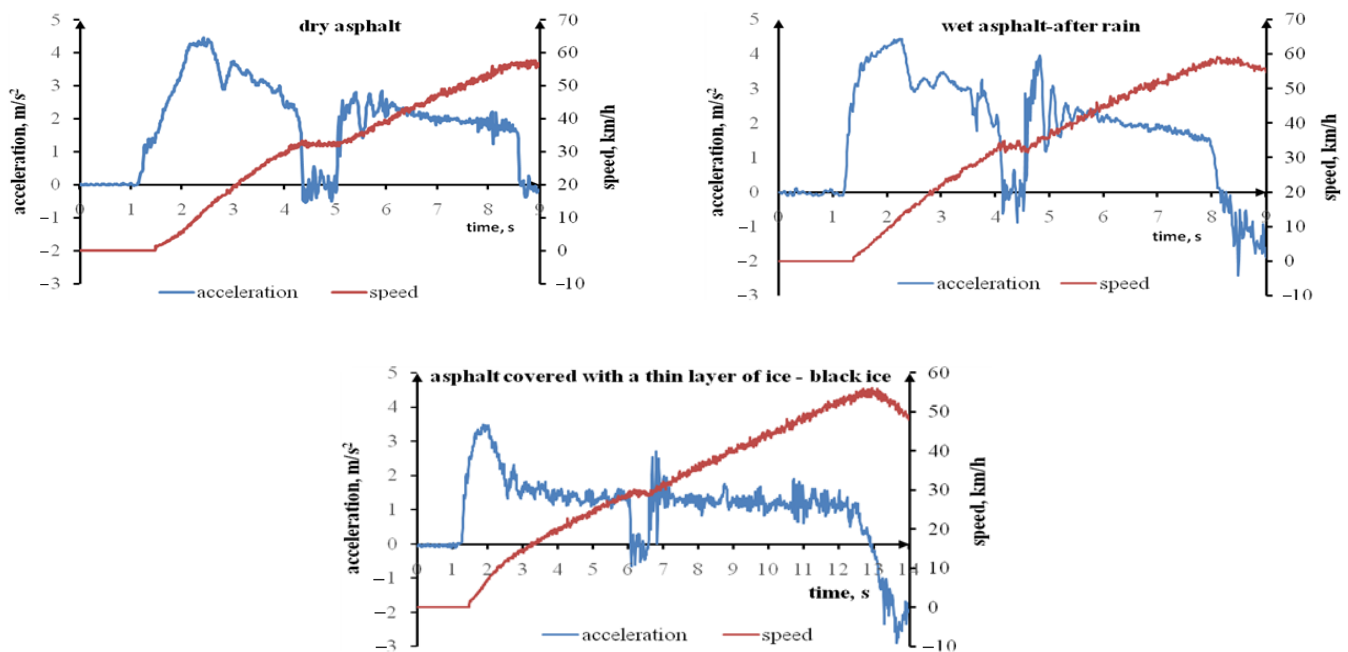 dry asphalt
5
4
3
2
1
0
−1
−2
−3
acceleration, m/s²
70
60
50
40
30
20
10
0
−10
speed, km/h
0 1 2 3 4 5 6 7 8 9
time, s
acceleration speed
wet asphalt-after rain
5
4
3
2
1
0
−1
−2
−3
acceleration, m/s²
70
60
50
40
30
20
10
0
−10
speed, km/h
0 1 2 3 4 5 6 7 8 9
time, s
acceleration speed
asphalt covered with a thin layer of ice - black ice
5
4
3
2
1
0
−1
−2
−3
acceleration, m/s²
60
50
40
30
20
10
0
−10
speed, km/h
0 1 2 3 4 5 6 7 8 9 10 11 12 13 14
time, s
acceleration speed